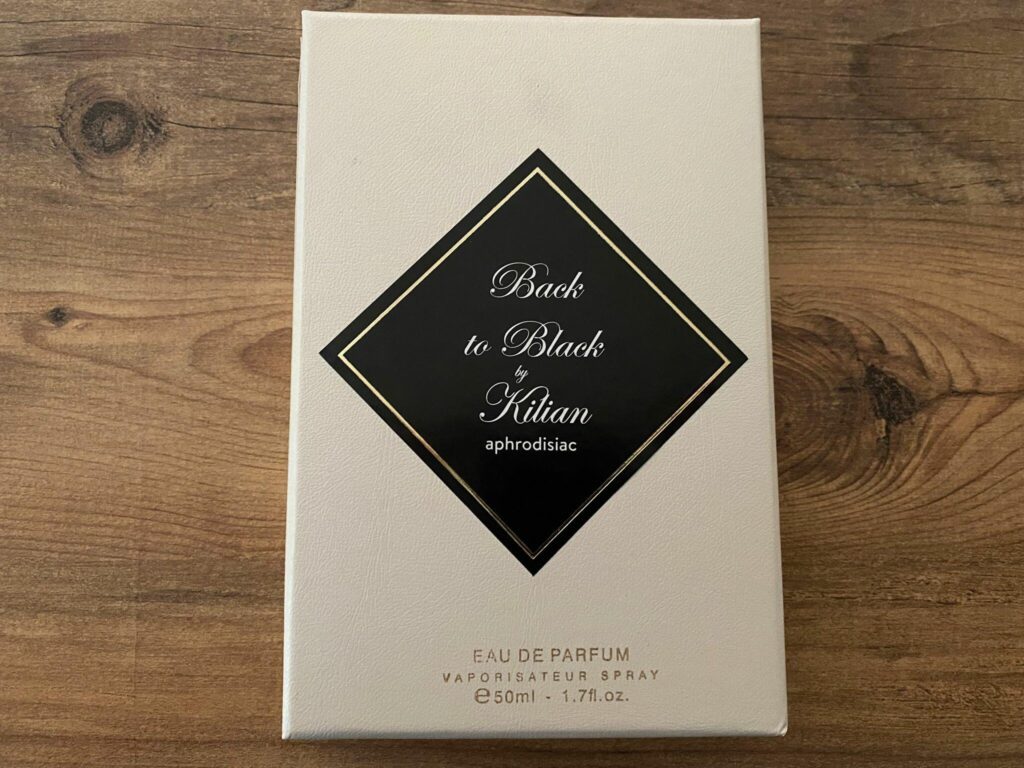 Back
to Black
by
Kilian
aphrodisiac
EAU DE PARFUM
VAPORISATEUR SPRAY
℮50ml - 1.7fl.oz.